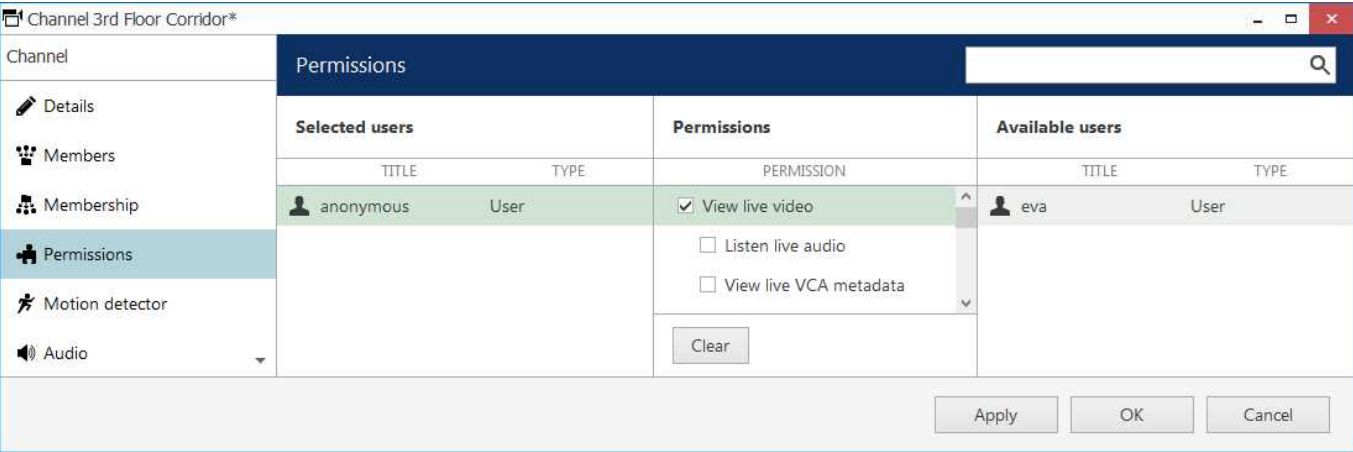 Channel 3rd Floor Corridor*
Channel
Permissions
Details
Members
Membership
Permissions
Motion detector
Audio
Selected users
TITLE TYPE
anonymous User
Permissions
PERMISSION
View live video
Listen live audio
View live VCA metadata
Clear
Available users
TITLE TYPE
eva User
Apply OK Cancel